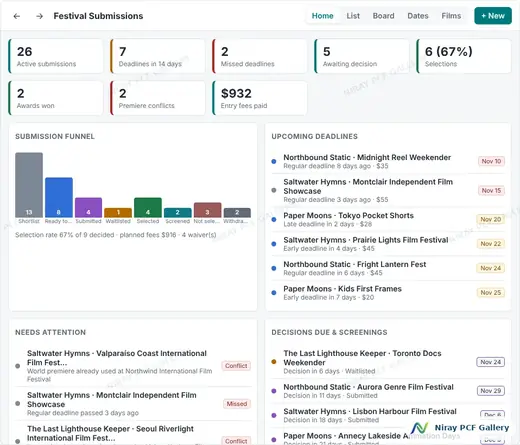 ← → Festival Submissions
Home List Board Dates Films + New
26
Active submissions
7
Deadlines in 14 days
2
Missed deadlines
5
Awaiting decision
6 (67%)
Selections
2
Awards won
2
Premiere conflicts
$932
Entry fees paid
SUBMISSION FUNNEL
13 8 4 1 4 2 3 2
Shortlist Ready to... Submitted Waitlisted Selected Screened Not sele... Withdra...
Selection rate 67% of 9 decided · planned fees $916 · 4 waiver(s)
UPCOMING DEADLINES
Northbound Static · Midnight Reel Weekender
Regular deadline 8 days ago · $35
Nov 10
Saltwater Hymns · Montclair Independent Film
Showcase
Regular deadline 3 days ago · $55
Nov 15
Paper Moons · Tokyo Pocket Shorts
Late deadline in 2 days · $28
Nov 20
Saltwater Hymns · Prairie Lights Film Festival
Early deadline in 4 days · $45
Nov 22
Northbound Static · Fright Lantern Fest
Regular deadline in 6 days · $45
Nov 24
Paper Moons · Kids First Frames
Early deadline in 7 days · $20
Nov 25
NEEDS ATTENTION
Saltwater Hymns · Valparaiso Coast International
Film Fest...
World premiere already used at Northwind International Film
Festival
Conflict
Saltwater Hymns · Montclair Independent Film
Showcase
Regular deadline passed 3 days ago
Missed
The Last Lighthouse Keeper · Seoul Riverlight
International Film Fest...
Conflict
DECISIONS DUE & SCREENINGS
The Last Lighthouse Keeper · Toronto Docs
Weekender
Decision in 6 days · Waitlisted
Nov 24
Northbound Static · Aurora Genre Film Festival
Decision in 11 days · Submitted
Nov 29
Saltwater Hymns · Lisbon Harbour Film Festival
Decision in 18 days · Submitted
Dec 6
Paper Moons · Annecy Lakeside
Niray PCF Gallery